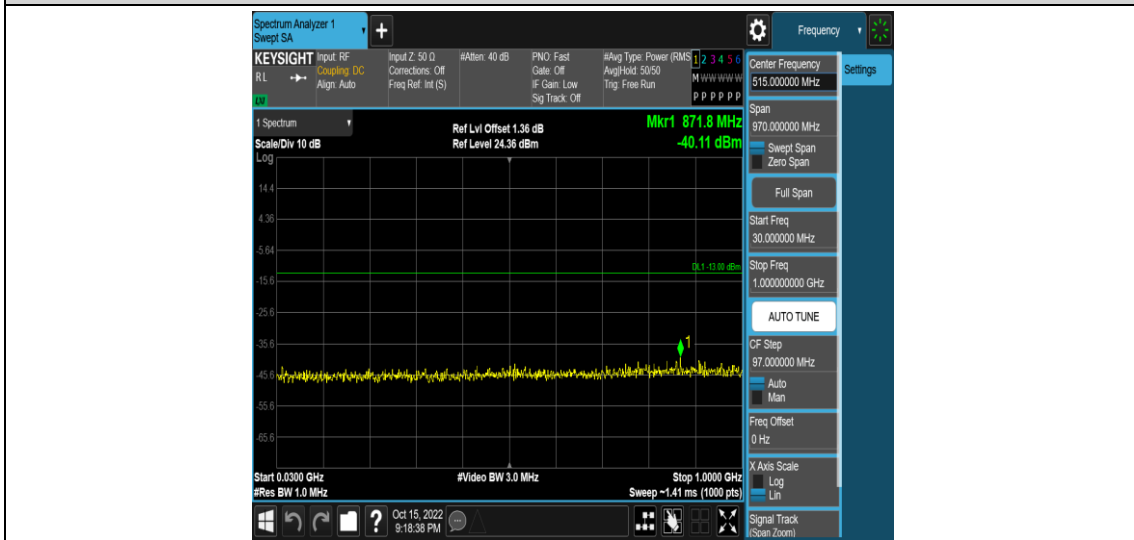 Spectrum Analyzer 1
Swept SA
+
Frequency
KEYSIGHT
RL
LXI
Input: RF
Coupling: DC
Align: Auto
Input Z: 50 Ω
Corrections: Off
Freq Ref: Int (S)
#Atten: 40 dB
PNO: Fast
Gate: Off
IF Gain: Low
Sig Track: Off
#Avg Type: Power (RMS
Avg|Hold: 50/50
Trig: Free Run
1 2 3 4 5 6
M W W W W W
P P P P P P
1 Spectrum
Scale/Div 10 dB
Log
Ref Lvl Offset 1.36 dB
Ref Level 24.36 dBm
Mkr1 871.8 MHz
-40.11 dBm
14.4
4.36
-5.64
DL1 -13.00 dBm
-15.6
-25.6
-35.6
1
-45.6
-55.6
-65.6
Start 0.0300 GHz
#Res BW 1.0 MHz
#Video BW 3.0 MHz
Stop 1.0000 GHz
Sweep ~1.41 ms (1000 pts)
?
Oct 15, 2022
9:18:38 PM
Center Frequency
515.000000 MHz
Settings
Span
970.000000 MHz
Swept Span
Zero Span
Full Span
Start Freq
30.000000 MHz
Stop Freq
1.000000000 GHz
AUTO TUNE
CF Step
97.000000 MHz
Auto
Man
Freq Offset
0 Hz
X Axis Scale
Log
Lin
Signal Track
(Span Zoom)